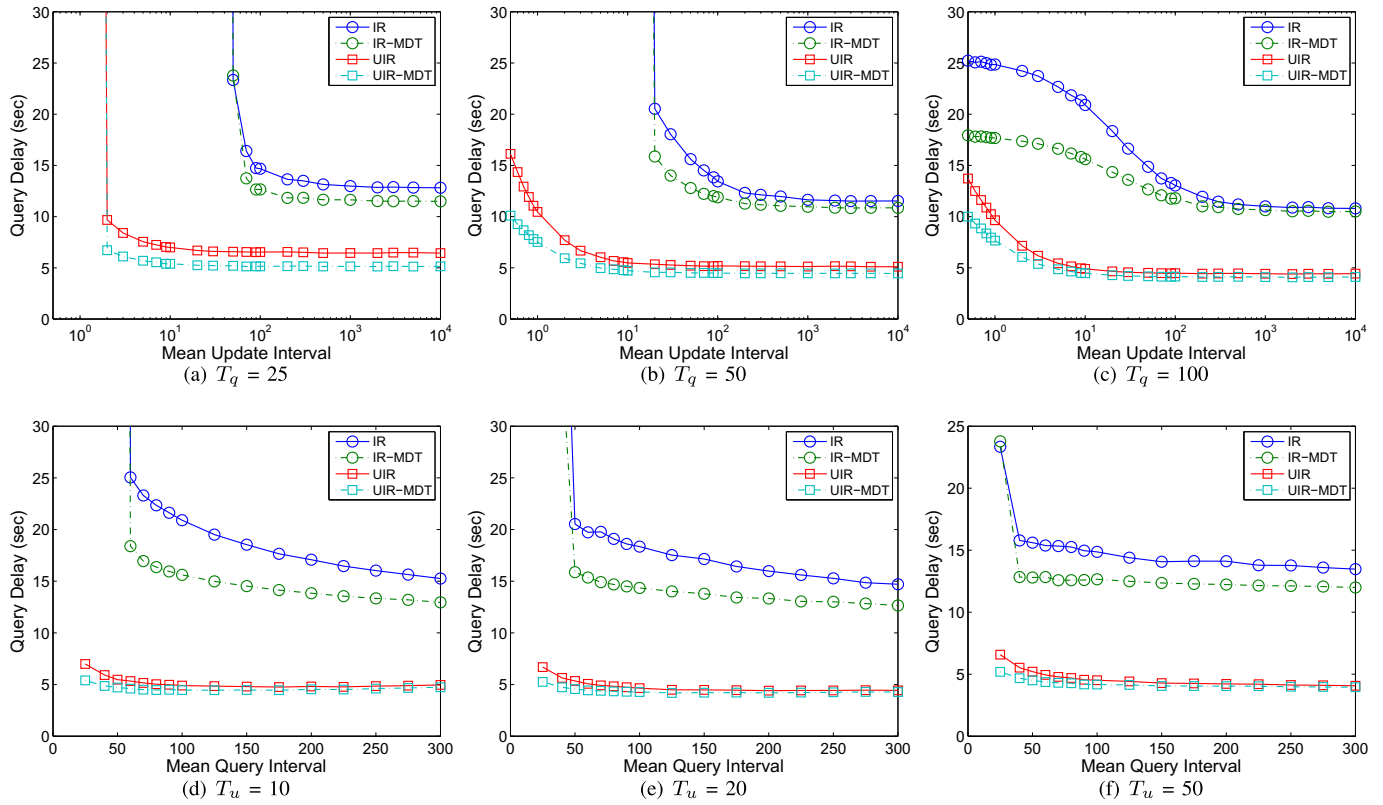 30
25
20
15
10
5
0
Query Delay (sec)
10^0
10^1
10^2
10^3
10^4
Mean Update Interval
IR
IR-MDT
UIR
UIR-MDT
(a) T_q = 25
30
25
20
15
10
5
0
Query Delay (sec)
10^0
10^1
10^2
10^3
10^4
Mean Update Interval
IR
IR-MDT
UIR
UIR-MDT
(b) T_q = 50
30
25
20
15
10
5
0
Query Delay (sec)
10^0
10^1
10^2
10^3
10^4
Mean Update Interval
IR
IR-MDT
UIR
UIR-MDT
(c) T_q = 100
30
25
20
15
10
5
0
Query Delay (sec)
0
50
100
150
200
250
300
Mean Query Interval
IR
IR-MDT
UIR
UIR-MDT
(d) T_u = 10
30
25
20
15
10
5
0
Query Delay (sec)
0
50
100
150
200
250
300
Mean Query Interval
IR
IR-MDT
UIR
UIR-MDT
(e) T_u = 20
25
20
15
10
5
0
Query Delay (sec)
0
50
100
150
200
250
300
Mean Query Interval
IR
IR-MDT
UIR
UIR-MDT
(f) T_u = 50